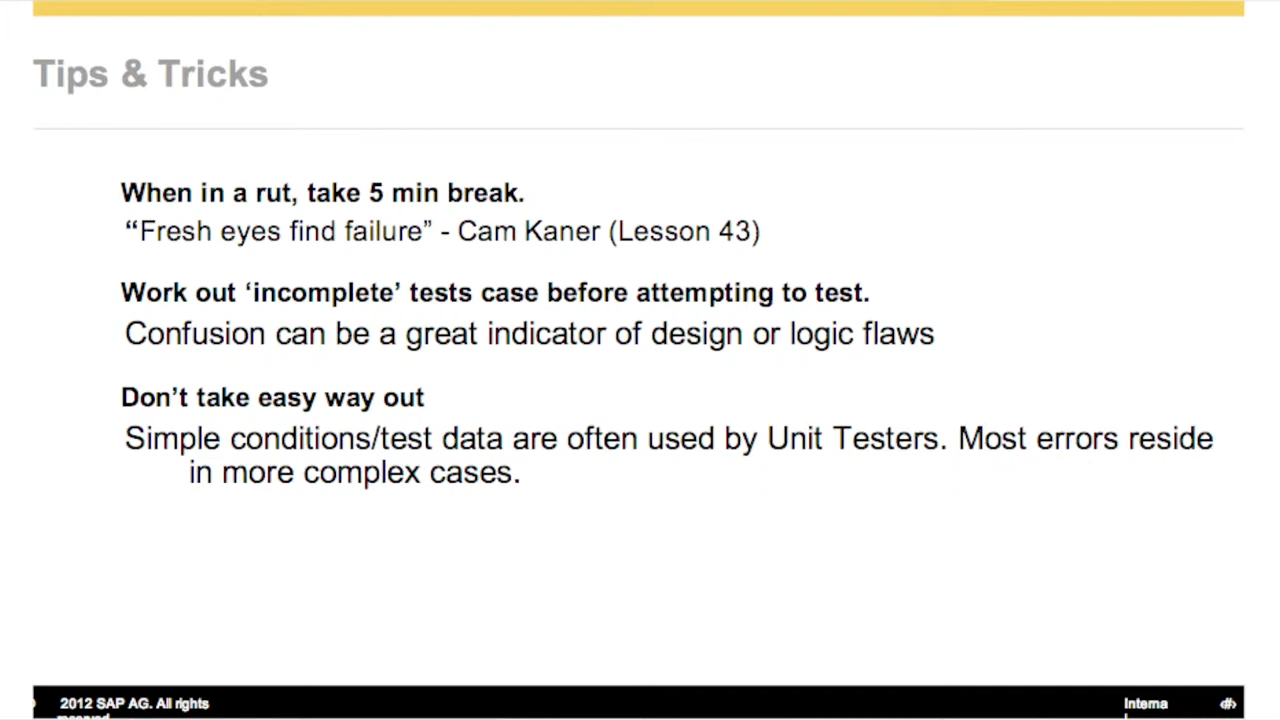 Tips & Tricks
When in a rut, take 5 min break.
“Fresh eyes find failure” - Cam Kaner (Lesson 43)
Work out ‘incomplete’ tests case before attempting to test.
Confusion can be a great indicator of design or logic flaws
Don’t take easy way out
Simple conditions/test data are often used by Unit Testers. Most errors reside
in more complex cases.
2012 SAP AG. All rights
Interna
‹#›